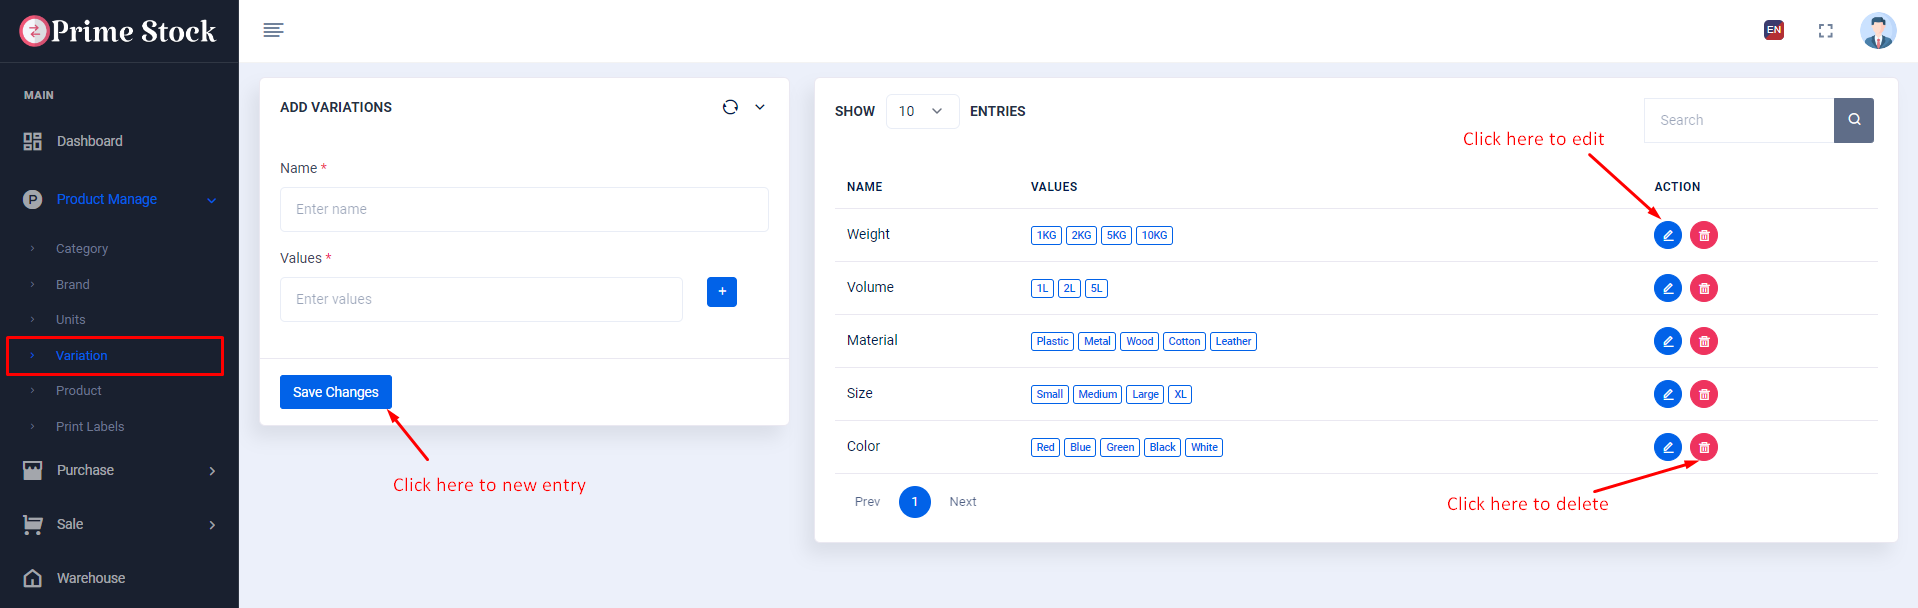 Prime Stock
EN
MAIN
Dashboard
P Product Manage
Category
Brand
Units
Variation
Product
Print Labels
Purchase
Sale
Warehouse
ADD VARIATIONS
Name *
Enter name
Values *
Enter values
+
Save Changes
Click here to new entry
SHOW 10 ENTRIES
Search
Click here to edit
NAME VALUES ACTION
Weight 1KG 2KG 5KG 10KG
Volume 1L 2L 5L
Material Plastic Metal Wood Cotton Leather
Size Small Medium Large XL
Color Red Blue Green Black White
Prev 1 Next
Click here to delete